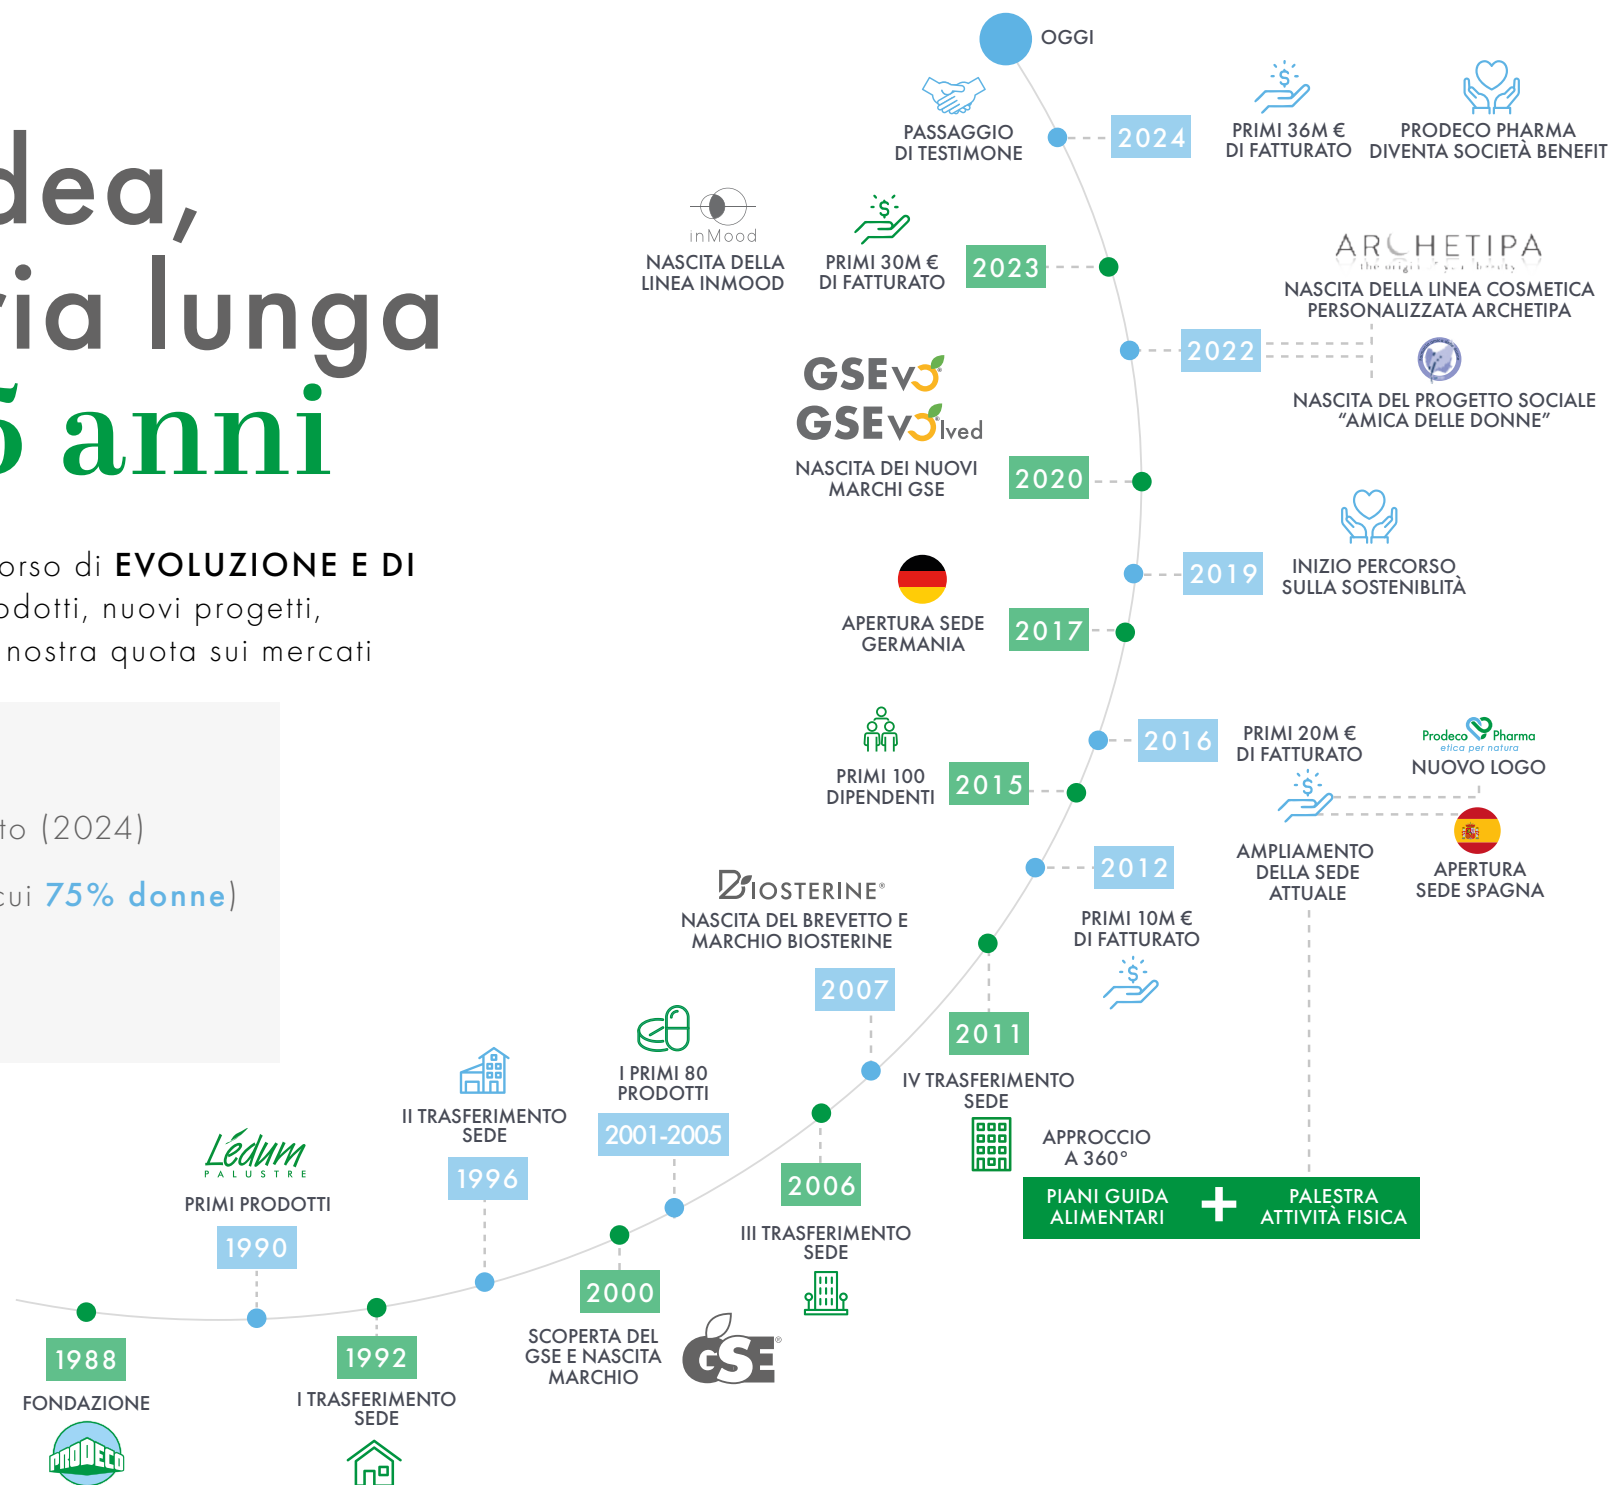 dea,
ria lunga
5 anni
orso di EVOLUZIONE E DI
odotti, nuovi progetti,
nostra quota sui mercati
to (2024)
cui 75% donne)
OGGI
PASSAGGIO
DI TESTIMONE
2024
PRIMI 36M €
DI FATTURATO
PRODECO PHARMA
DIVENTA SOCIETÀ BENEFIT
inMood
NASCITA DELLA
LINEA INMOOD
PRIMI 30M €
DI FATTURATO
2023
ARCHETIPA
NASCITA DELLA LINEA COSMETICA
PERSONALIZZATA ARCHETIPA
2022
NASCITA DEL PROGETTO SOCIALE
“AMICA DELLE DONNE”
GSEvo®
GSEvolved
NASCITA DEI NUOVI
MARCHI GSE
2020
2019
INIZIO PERCORSO
SULLA SOSTENIBLITÀ
APERTURA SEDE
GERMANIA
2017
2016
PRIMI 20M €
DI FATTURATO
Prodeco Pharma
etica per natura
NUOVO LOGO
AMPLIAMENTO
DELLA SEDE
ATTUALE
APERTURA
SEDE SPAGNA
PRIMI 100
DIPENDENTI
2015
2012
PRIMI 10M €
DI FATTURATO
BIOSTERINE®
NASCITA DEL BREVETTO E
MARCHIO BIOSTERINE
2007
2011
IV TRASFERIMENTO
SEDE
APPROCCIO
A 360°
PIANI GUIDA
ALIMENTARI
+
PALESTRA
ATTIVITÀ FISICA
I PRIMI 80
PRODOTTI
2001-2005
2006
III TRASFERIMENTO
SEDE
II TRASFERIMENTO
SEDE
1996
2000
SCOPERTA DEL
GSE E NASCITA
MARCHIO
GSE®
Lédum
PALUSTRE
PRIMI PRODOTTI
1990
1992
I TRASFERIMENTO
SEDE
1988
FONDAZIONE
PRODECO